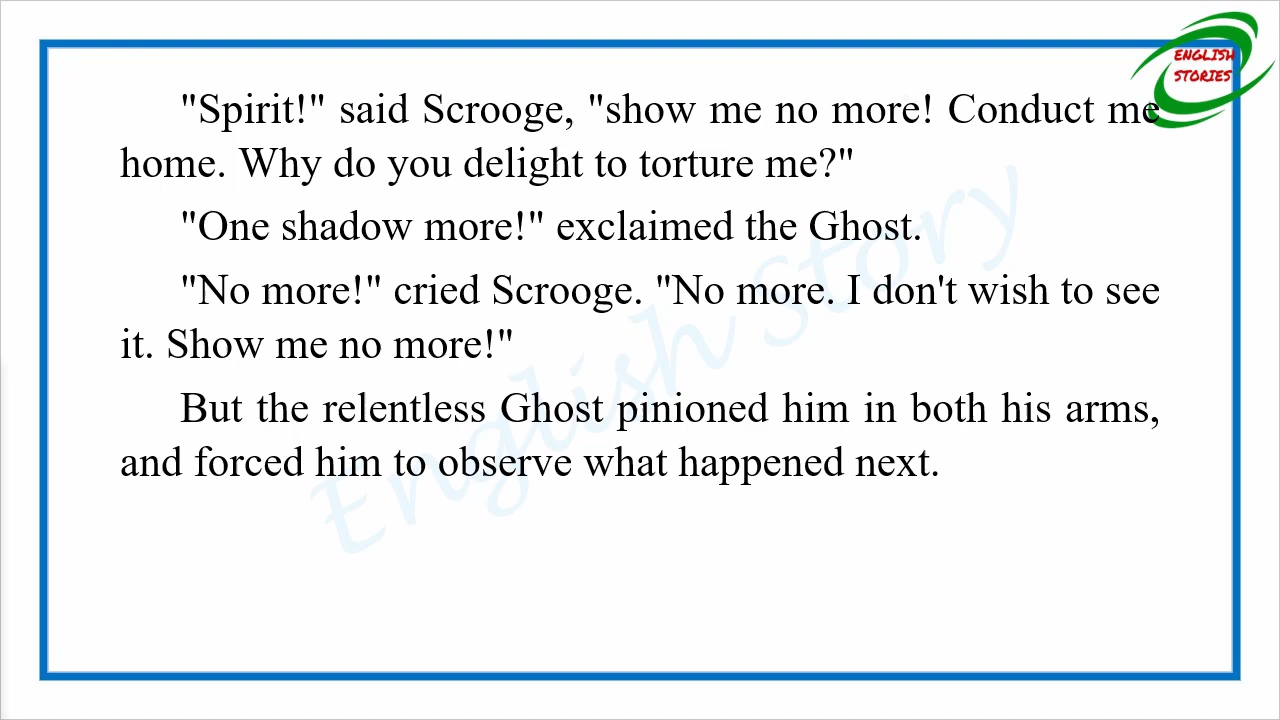 ENGLISH
STORIES
"Spirit!" said Scrooge, "show me no more! Conduct me
home. Why do you delight to torture me?"
"One shadow more!" exclaimed the Ghost.
"No more!" cried Scrooge. "No more. I don't wish to see
it. Show me no more!"
But the relentless Ghost pinioned him in both his arms,
and forced him to observe what happened next.
English Story